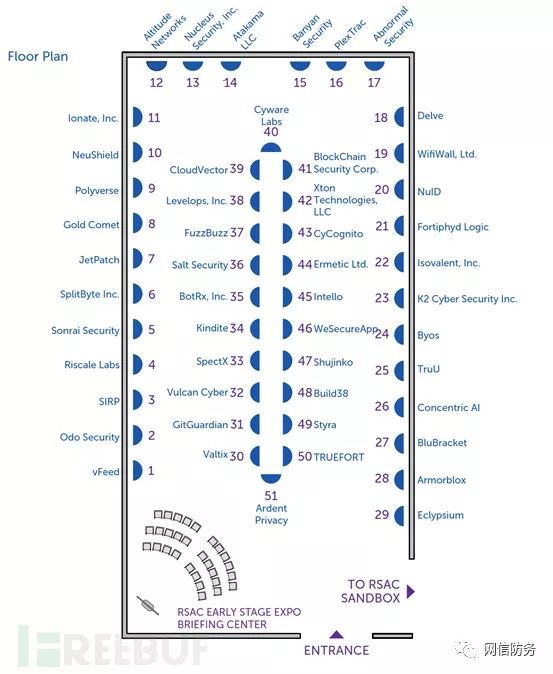 Floor Plan
Altitude
Networks
Nucleus
Security, Inc.
Atakama
LLC
Banyan
Security
PlexTrac
Abnormal
Security
12
13
14
15
16
17
Ionate, Inc. 11
NeuShield 10
Polyverse 9
Gold Comet 8
JetPatch 7
SplitByte Inc. 6
Sonrai Security 5
Riscale Labs 4
SIRP 3
Odo Security 2
vFeed 1
Cyware
Labs
40
CloudVector 39
Levelops, Inc. 38
FuzzBuzz 37
Salt Security 36
BotRx, Inc. 35
Kindite 34
SpectX 33
Vulcan Cyber 32
GitGuardian 31
Valtix 30
41 BlockChain
Security Corp.
42 Xton
Technologies,
LLC
43 CyCognito
44 Ermetic Ltd.
45 Intello
46 WeSecureApp
47 Shujinko
48 Build38
49 Styra
50 TRUEFORT
51
Ardent
Privacy
18 Delve
19 WifiWall, Ltd.
20 NuID
21 Fortiphyd Logic
22 Isovalent, Inc.
23 K2 Cyber Security Inc.
24 Byos
25 TruU
26 Concentric AI
27 BluBracket
28 Armorblox
29 Eclypsium
RSAC EARLY STAGE EXPO
BRIEFING CENTER
TO RSAC
SANDBOX
ENTRANCE
FREEBUF
网信防务